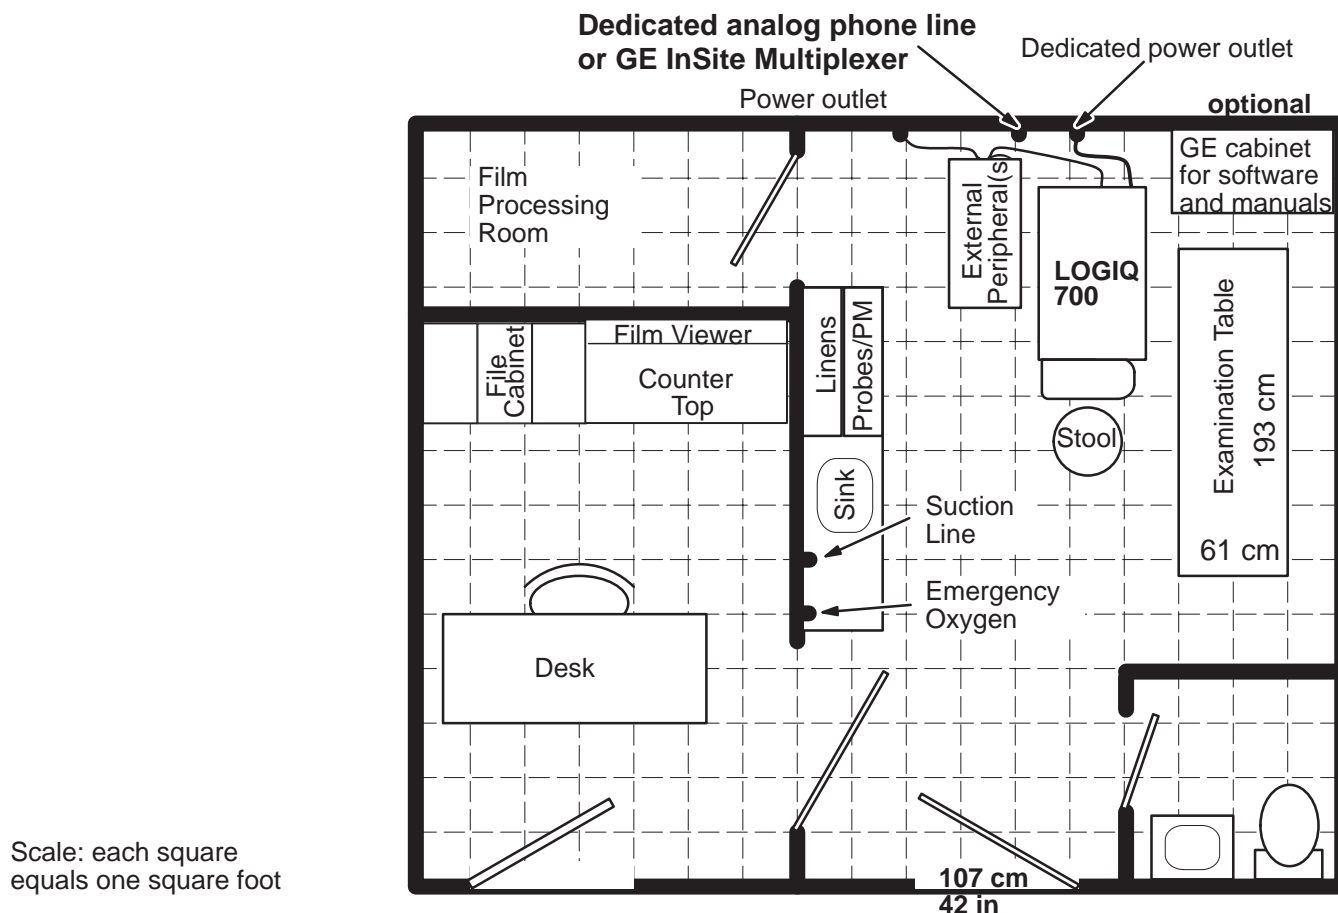 Dedicated analog phone line
or GE InSite Multiplexer
Dedicated power outlet
Power outlet
optional
GE cabinet
for software
and manuals
Film
Processing
Room
External
Peripheral(s)
LOGIQ
700
Linens
Probes/PM
Film Viewer
Counter
Top
File
Cabinet
Examination Table
193 cm
61 cm
Stool
Sink
Suction
Line
Emergency
Oxygen
Desk
Scale: each square
equals one square foot
107 cm
42 in